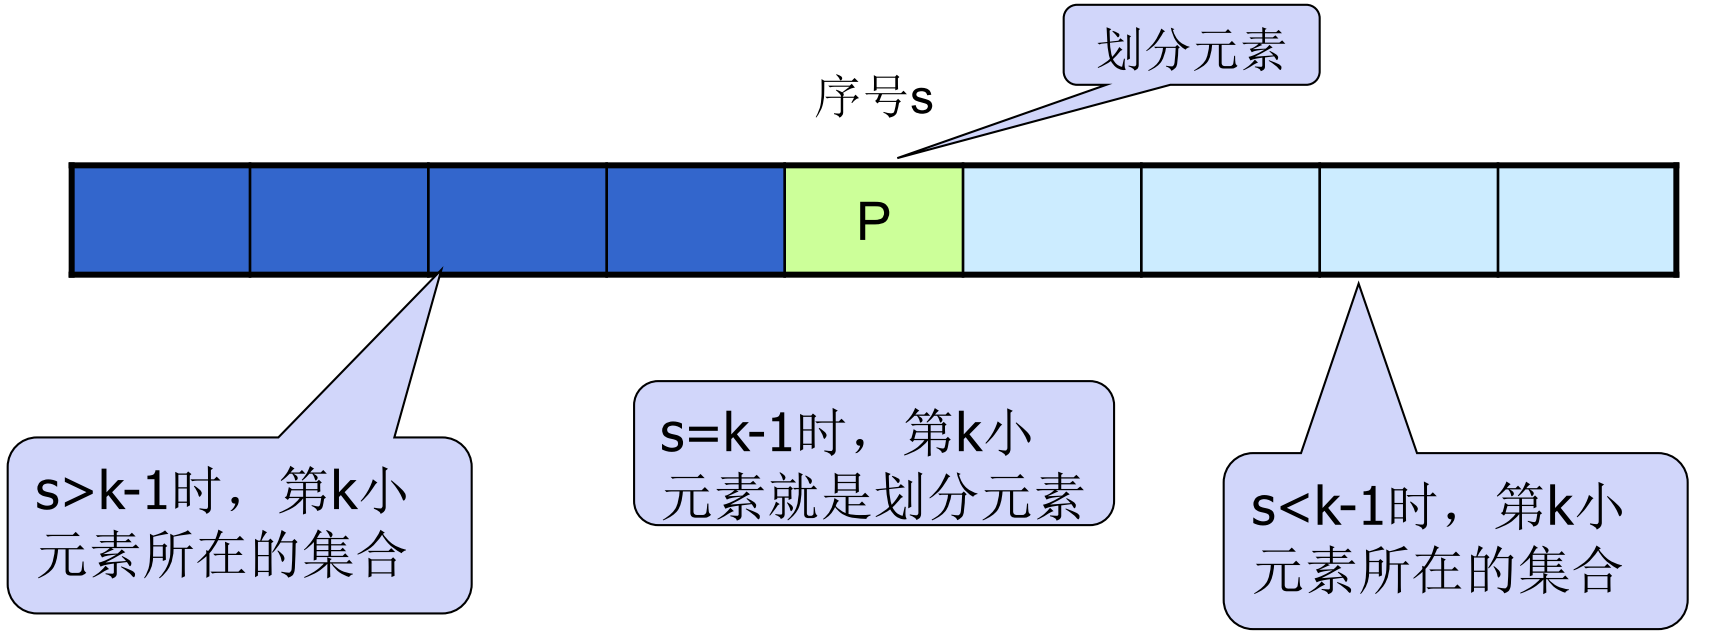 划分元素
序号s
P
s>k-1时，第k小
元素所在的集合
s=k-1时，第k小
元素就是划分元素
s<k-1时，第k小
元素所在的集合